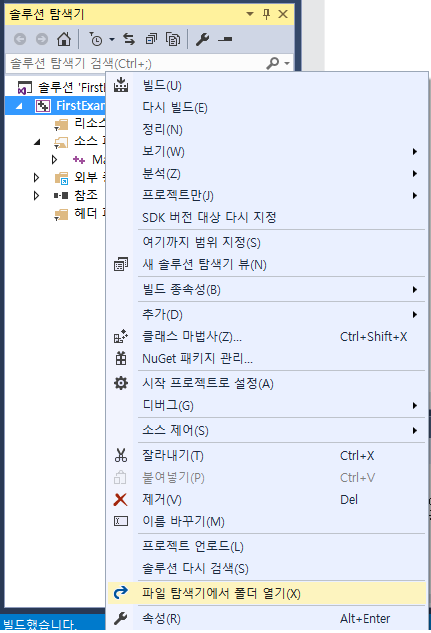 솔루션 탐색기
솔루션 탐색기 검색(Ctrl+;)
솔루션 'First
FirstExam
리소스
소스 파
Ma
외부 종
참조
헤더 파
빌드(U)
다시 빌드(E)
정리(N)
보기(W)
분석(Z)
프로젝트만(J)
SDK 버전 대상 다시 지정
여기까지 범위 지정(S)
새 솔루션 탐색기 뷰(N)
빌드 종속성(B)
추가(D)
클래스 마법사(Z)... Ctrl+Shift+X
NuGet 패키지 관리...
시작 프로젝트로 설정(A)
디버그(G)
소스 제어(S)
잘라내기(T) Ctrl+X
붙여넣기(P) Ctrl+V
제거(V) Del
이름 바꾸기(M)
프로젝트 언로드(L)
솔루션 다시 검색(S)
파일 탐색기에서 폴더 열기(X)
속성(R) Alt+Enter
빌드했습니다.